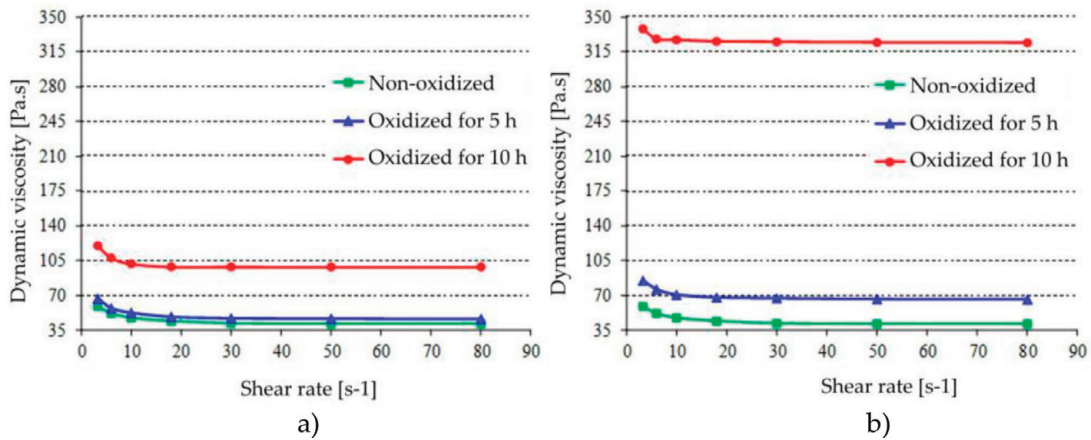 Dynamic viscosity [Pa.s]
350
315
280
245
210
175
140
105
70
35
Non-oxidized
Oxidized for 5 h
Oxidized for 10 h
0 10 20 30 40 50 60 70 80 90
Shear rate [s-1]
a)
Dynamic viscosity [Pa.s]
350
315
280
245
210
175
140
105
70
35
Non-oxidized
Oxidized for 5 h
Oxidized for 10 h
0 10 20 30 40 50 60 70 80 90
Shear rate [s-1]
b)